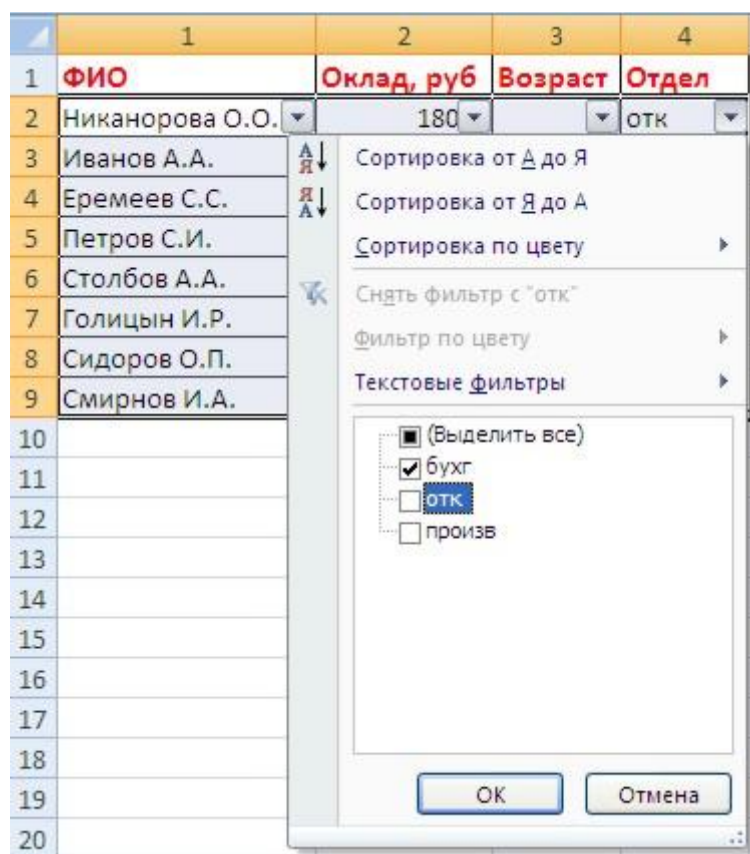 1 2 3 4
1 ФИО Оклад, руб Возраст Отдел
2 Никанорова О.О. 180 отк
3 Иванов А.А.
4 Еремеев С.С.
5 Петров С.И.
6 Столбов А.А.
7 Голицын И.Р.
8 Сидоров О.П.
9 Смирнов И.А.
10
11
12
13
14
15
16
17
18
19
20
Сортировка от А до Я
Сортировка от Я до А
Сортировка по цвету
Снять фильтр с "отк"
Фильтр по цвету
Текстовые фильтры
(Выделить все)
бухг
отк
произв
ОК Отмена